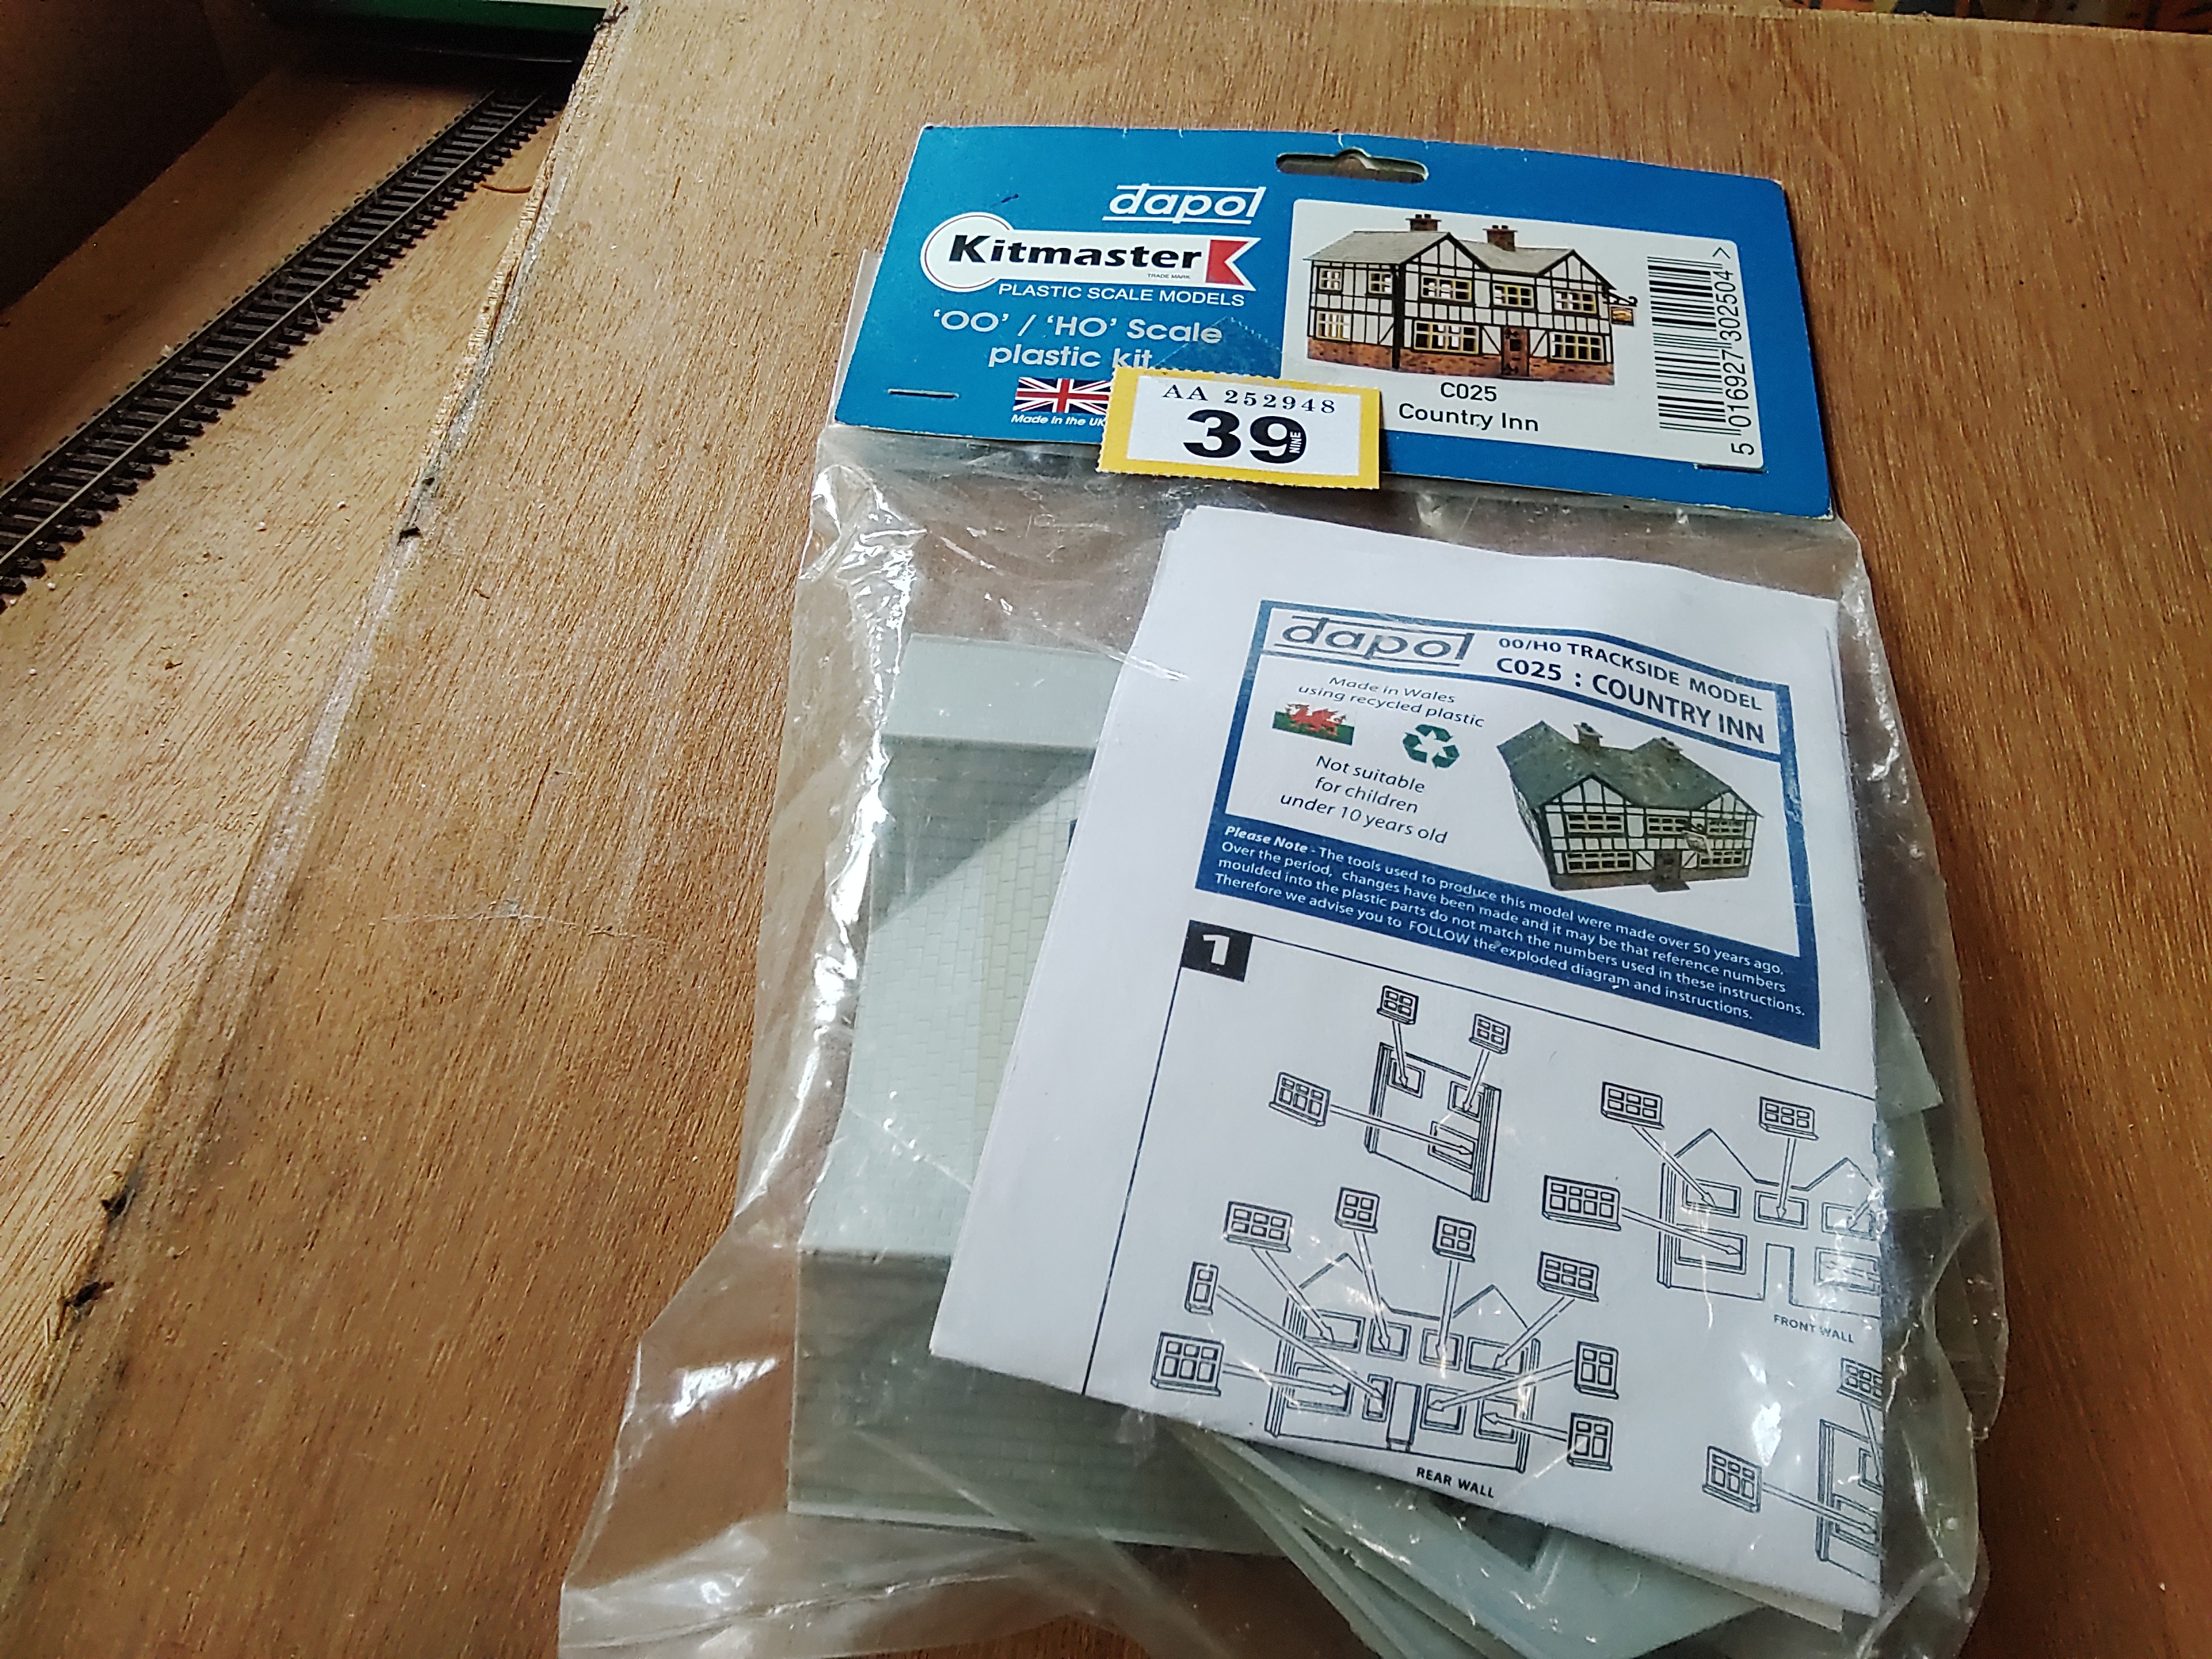 dapol
Kitmaster
TRADE MARK
PLASTIC SCALE MODELS
‘OO’ / ‘HO’ Scale
plastic kit
Made in the UK
AA 252948
39
NINE
C025
Country Inn
5 016927 302504 >
dapol
00/H0 TRACKSIDE MODEL
C025 : COUNTRY INN
Made in Wales
using recycled plastic
Not suitable
for children
under 10 years old
Please Note - The tools used to produce this model were made over 50 years ago.
Over the period, changes have been made and it may be that reference numbers
moulded into the plastic parts do not match the numbers used in these instructions.
Therefore we advise you to FOLLOW the exploded diagram and instructions.
1
FRONT WALL
REAR WALL